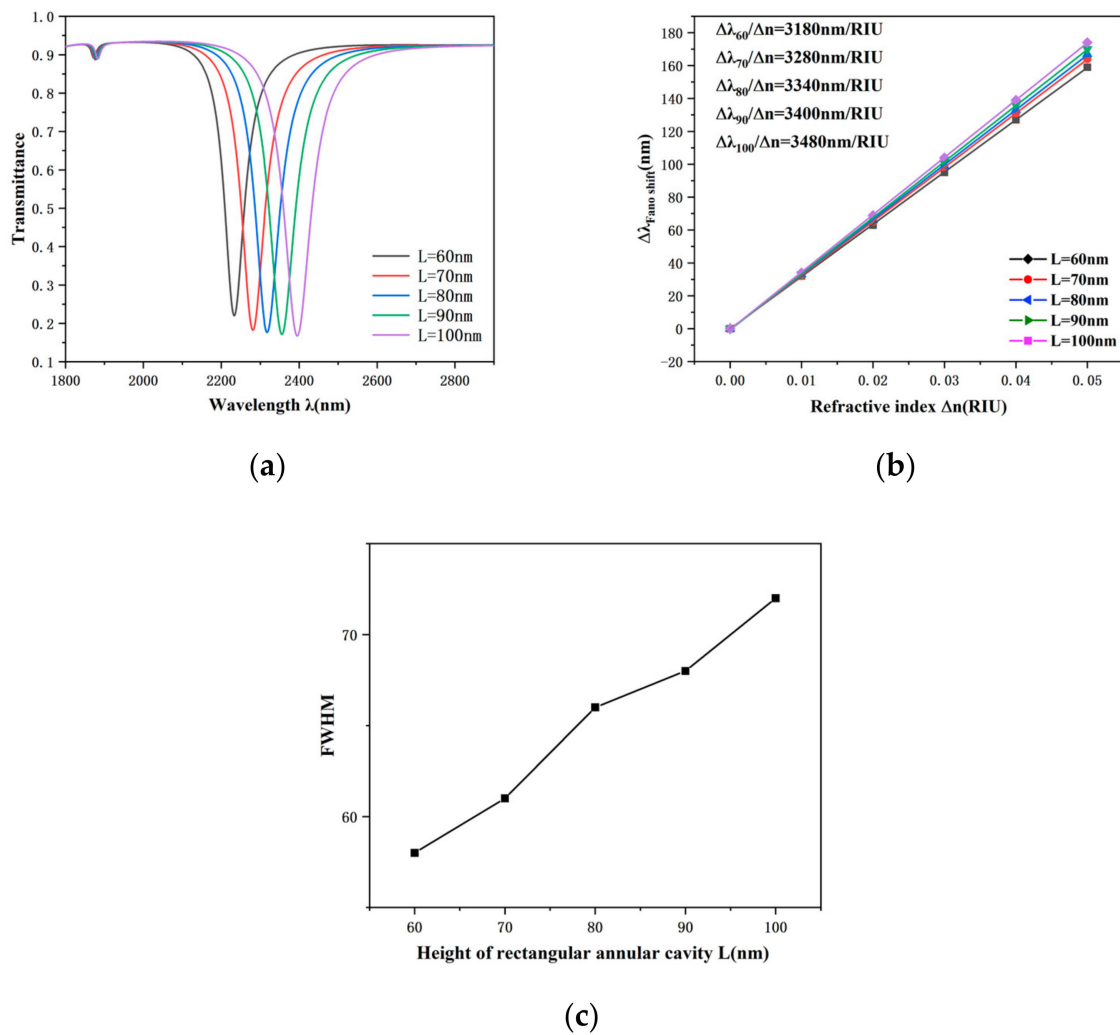 1.0
0.9
0.8
0.7
0.6
0.5
0.4
0.3
0.2
0.1
Transmittance
L=60nm
L=70nm
L=80nm
L=90nm
L=100nm
1800 2000 2200 2400 2600 2800
Wavelength λ(nm)
(a)
Δλ60/Δn=3180nm/RIU
Δλ70/Δn=3280nm/RIU
Δλ80/Δn=3340nm/RIU
Δλ90/Δn=3400nm/RIU
Δλ100/Δn=3480nm/RIU
180
160
140
120
100
80
60
40
20
0
−20
ΔλFano shift(nm)
L=60nm
L=70nm
L=80nm
L=90nm
L=100nm
0.00 0.01 0.02 0.03 0.04 0.05
Refractive index Δn(RIU)
(b)
70
60
FWHM
60 70 80 90 100
Height of rectangular annular cavity L(nm)
(c)